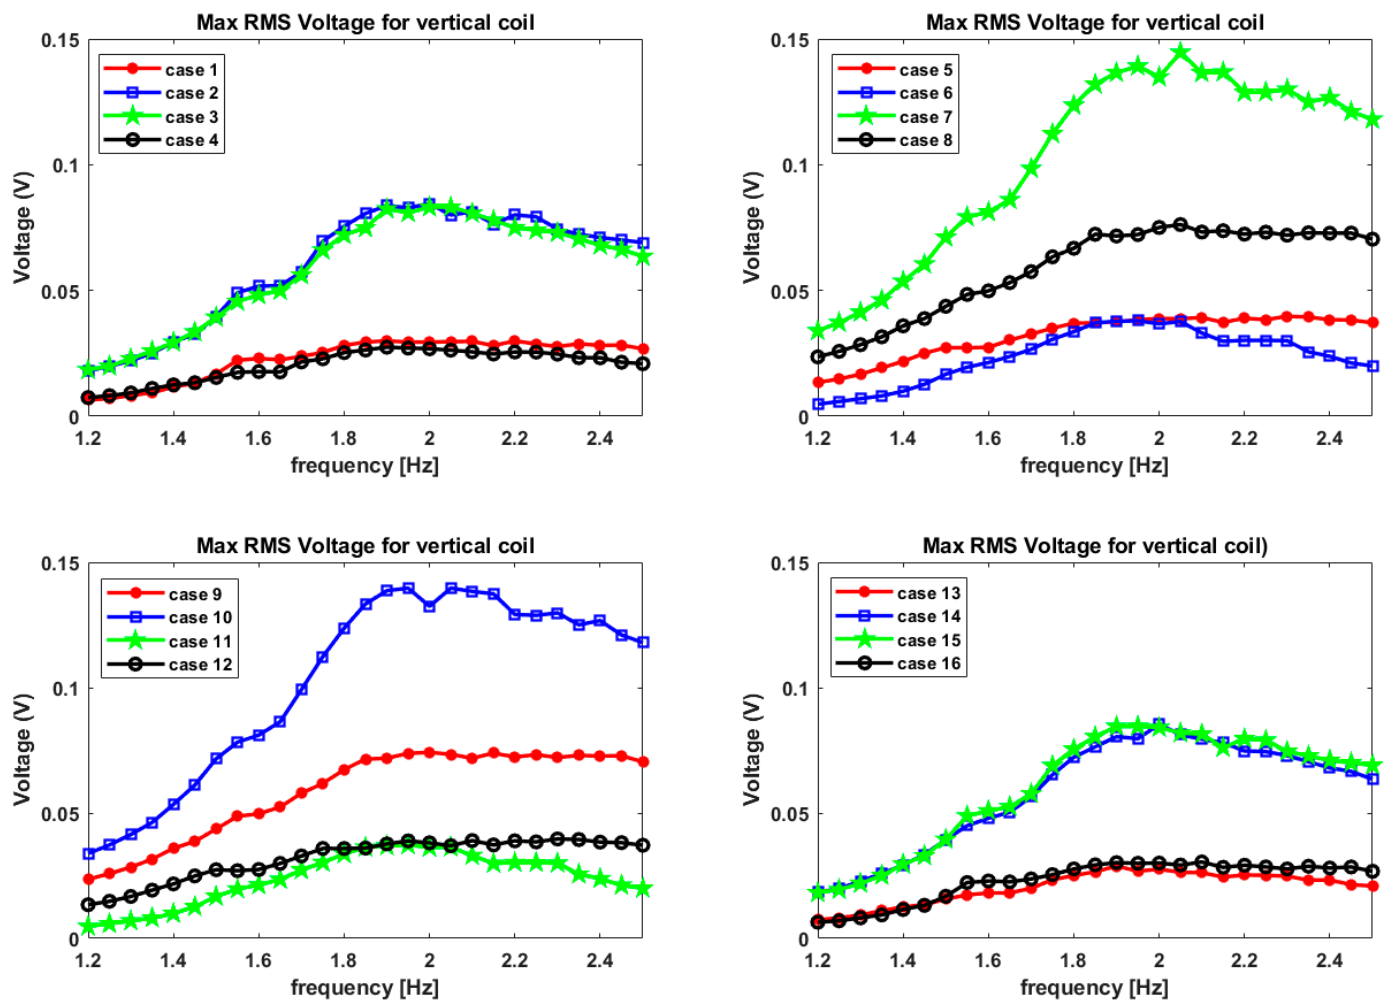 Max RMS Voltage for vertical coil
0.15
0.1
0.05
0
Voltage (V)
case 1
case 2
case 3
case 4
1.2 1.4 1.6 1.8 2 2.2 2.4
frequency [Hz]
Max RMS Voltage for vertical coil
0.15
0.1
0.05
0
Voltage (V)
case 5
case 6
case 7
case 8
1.2 1.4 1.6 1.8 2 2.2 2.4
frequency [Hz]
Max RMS Voltage for vertical coil
0.15
0.1
0.05
0
Voltage (V)
case 9
case 10
case 11
case 12
1.2 1.4 1.6 1.8 2 2.2 2.4
frequency [Hz]
Max RMS Voltage for vertical coil)
0.15
0.1
0.05
0
Voltage (V)
case 13
case 14
case 15
case 16
1.2 1.4 1.6 1.8 2 2.2 2.4
frequency [Hz]